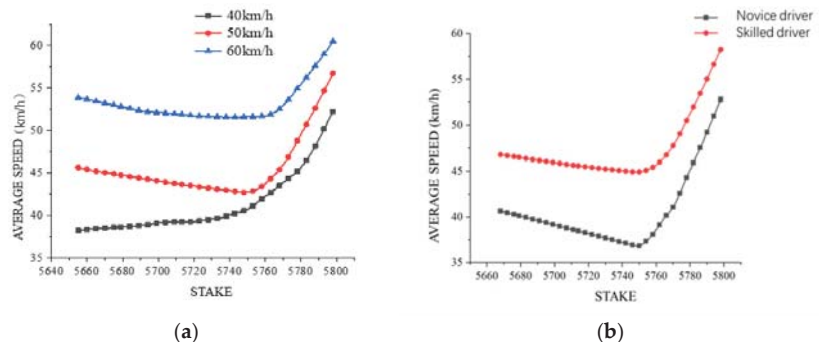 40km/h
50km/h
60km/h
60
55
50
45
40
35
AVERAGE SPEED (km/h)
5640 5660 5680 5700 5720 5740 5760 5780 5800
STAKE
(a)
Novice driver
Skilled driver
60
55
50
45
40
35
AVERAGE SPEED (km/h)
5660 5680 5700 5720 5740 5760 5780 5800
STAKE
(b)